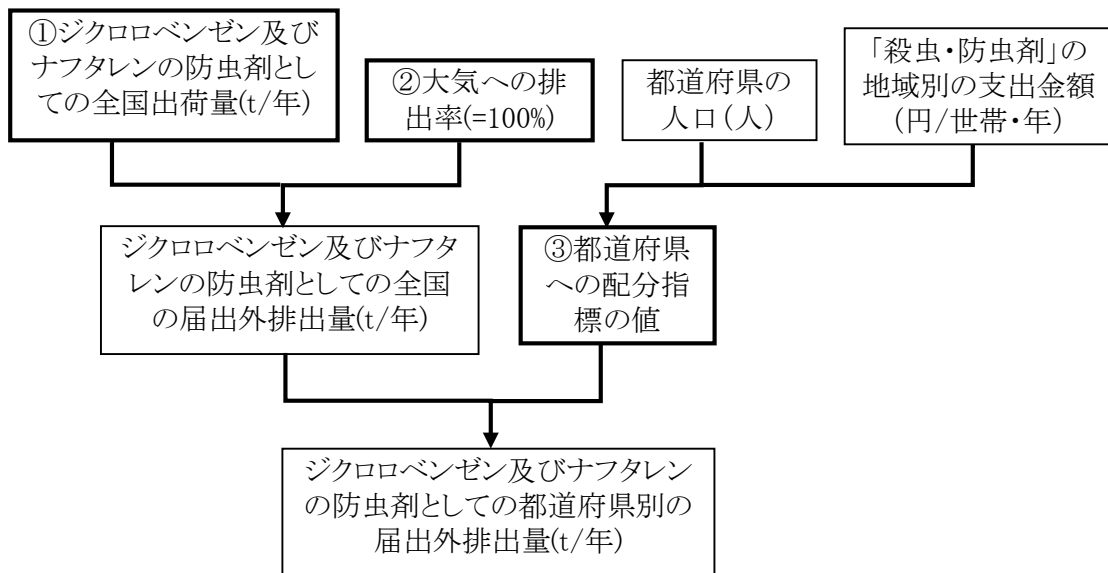 ①ジクロロベンゼン及び
ナフタレンの防虫剤とし
ての全国出荷量(t/年)
②大気への排
出率(=100%)
都道府県の
人口(人)
「殺虫・防虫剤」の
地域別の支出金額
(円/世帯・年)
ジクロロベンゼン及びナフタ
レンの防虫剤としての全国
の届出外排出量(t/年)
③都道府県
への配分指
標の値
ジクロロベンゼン及びナフタレン
の防虫剤としての都道府県別の
届出外排出量(t/年)